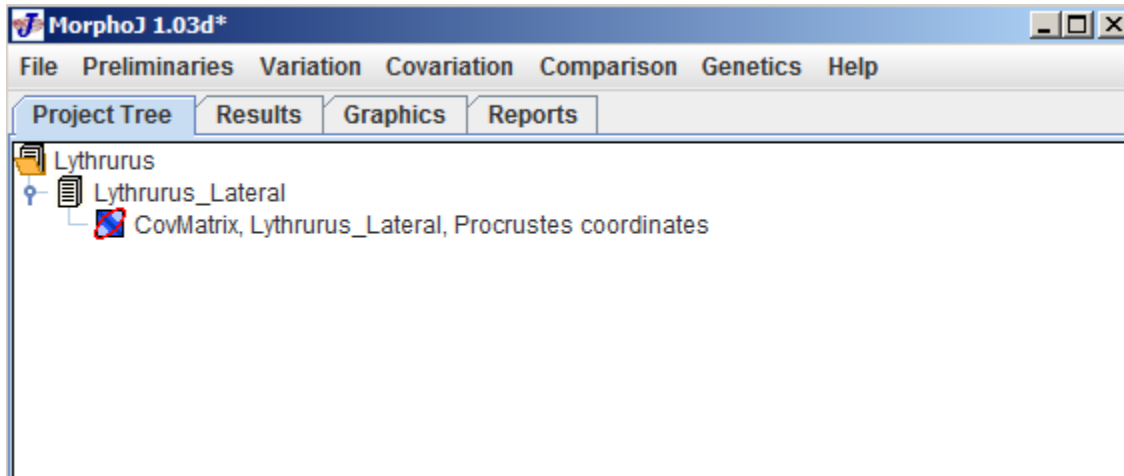 MorphoJ 1.03d*
File Preliminaries Variation Covariation Comparison Genetics Help
Project Tree Results Graphics Reports
Lythrurus
Lythrurus_Lateral
CovMatrix, Lythrurus_Lateral, Procrustes coordinates